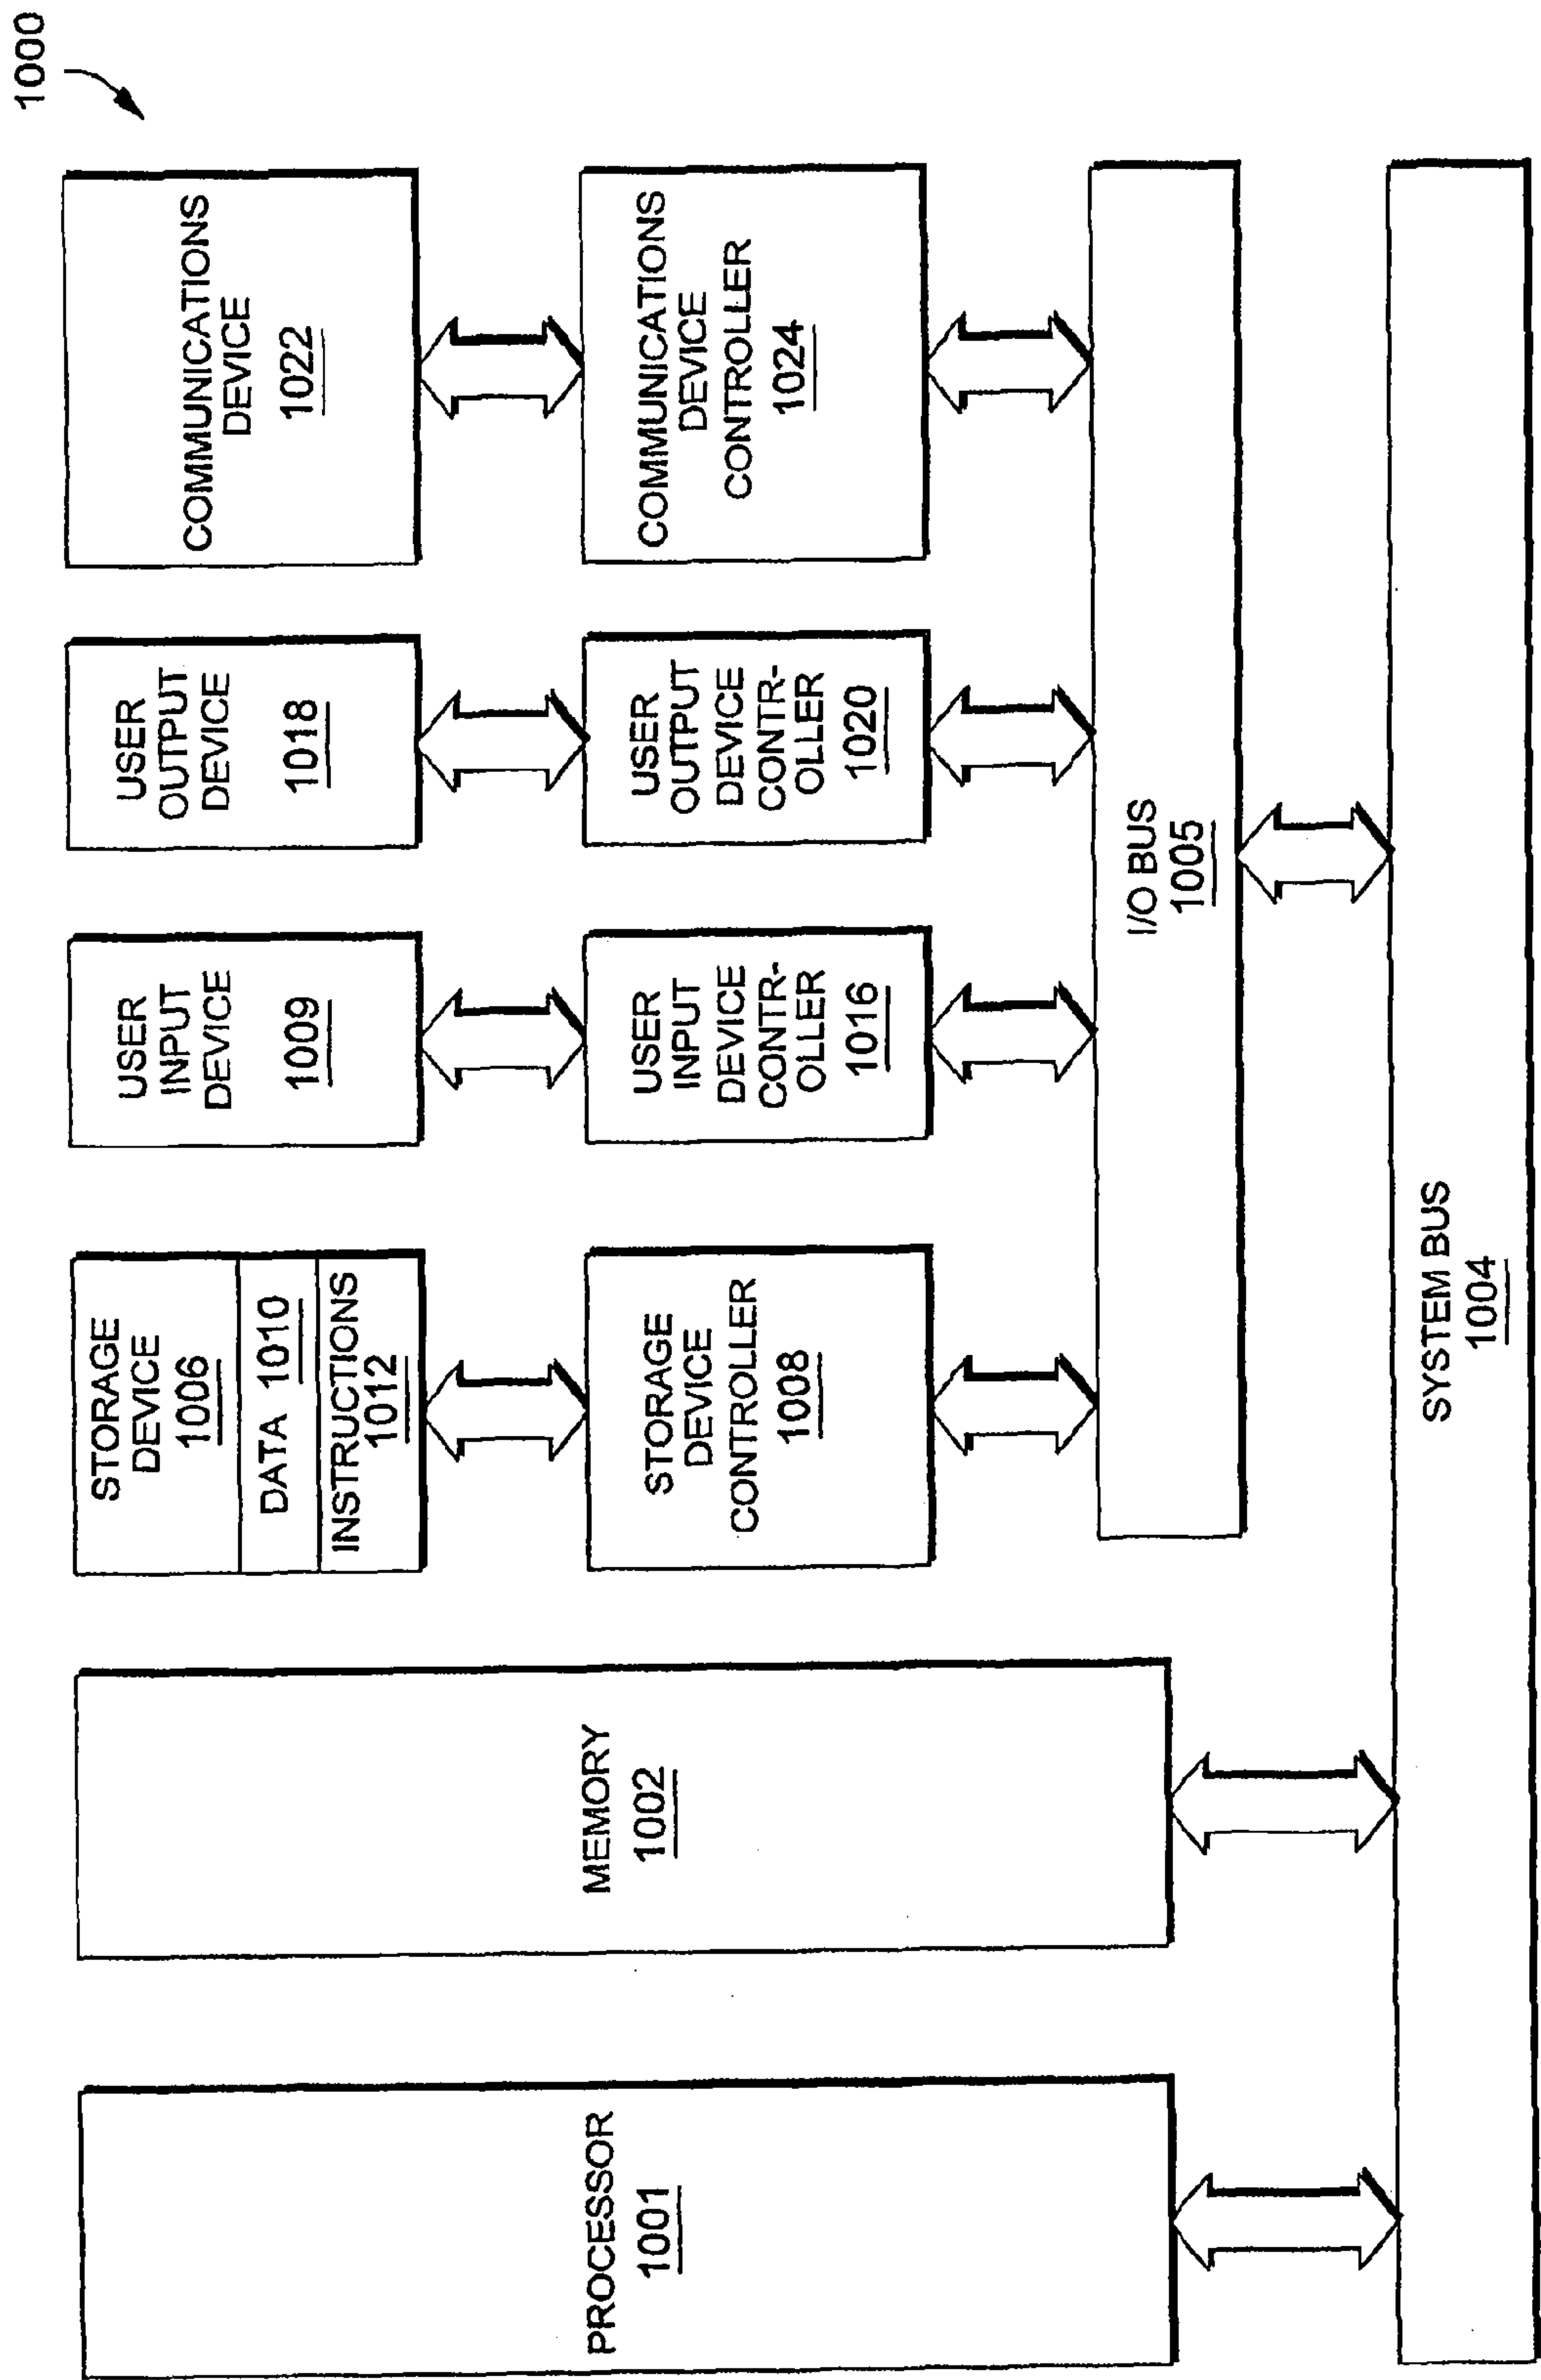 1000
PROCESSOR
1001
MEMORY
1002
STORAGE
DEVICE
1006
DATA 1010
INSTRUCTIONS
1012
USER
INPUT
DEVICE
1009
USER
OUTPUT
DEVICE
1018
COMMUNICATIONS
DEVICE
1022
STORAGE
DEVICE
CONTROLLER
1008
USER
INPUT
DEVICE
CONTR-
OLLER
1016
USER
OUTPUT
DEVICE
CONTR-
OLLER
1020
COMMUNICATIONS
DEVICE
CONTROLLER
1024
I/O BUS
1005
SYSTEM BUS
1004